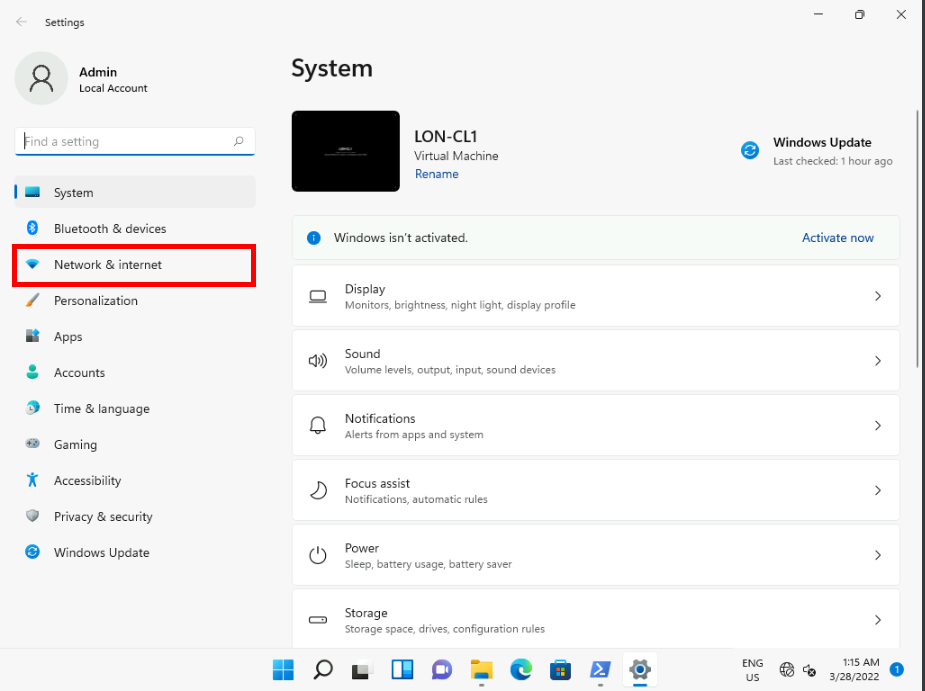 Settings
Admin
Local Account
Find a setting
System
Bluetooth & devices
Network & internet
Personalization
Apps
Accounts
Time & language
Gaming
Accessibility
Privacy & security
Windows Update
System
LON-CL1
Virtual Machine
Rename
Windows Update
Last checked: 1 hour ago
Windows isn't activated.
Activate now
Display
Monitors, brightness, night light, display profile
Sound
Volume levels, output, input, sound devices
Notifications
Alerts from apps and system
Focus assist
Notifications, automatic rules
Power
Sleep, battery usage, battery saver
Storage
Storage space, drives, configuration rules
ENG
US
1:15 AM
3/28/2022
1